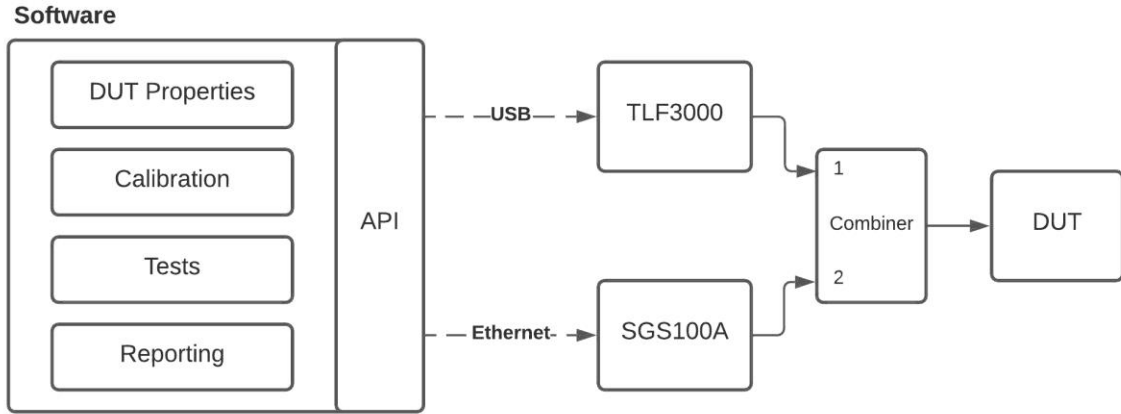 Software
DUT Properties
Calibration
Tests
Reporting
API
USB
Ethernet
TLF3000
SGS100A
1
Combiner
2
DUT